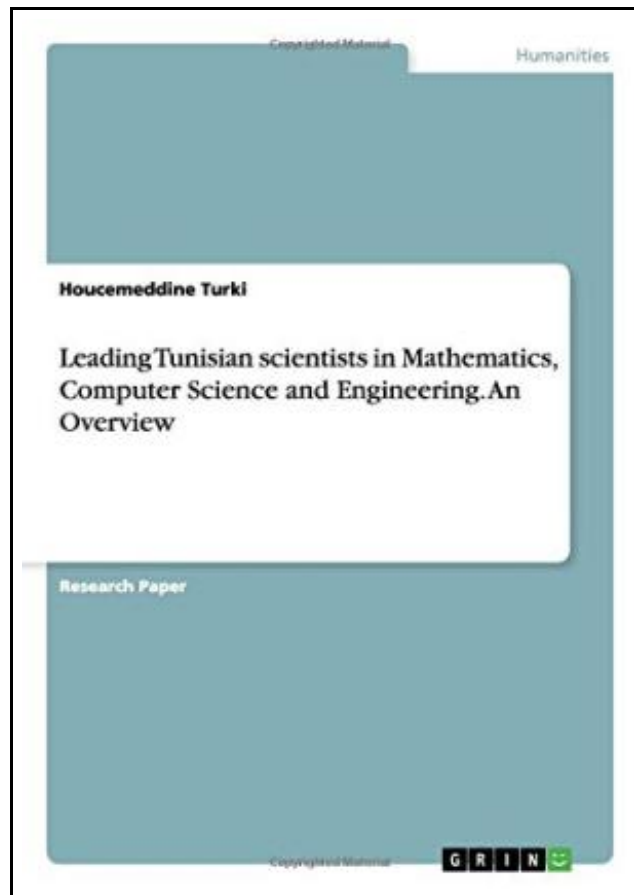 Copyrighted Material
Humanities
Houcemeddine Turki
Leading Tunisian scientists in Mathematics,
Computer Science and Engineering. An
Overview
Research Paper
Copyrighted Material
GRIN